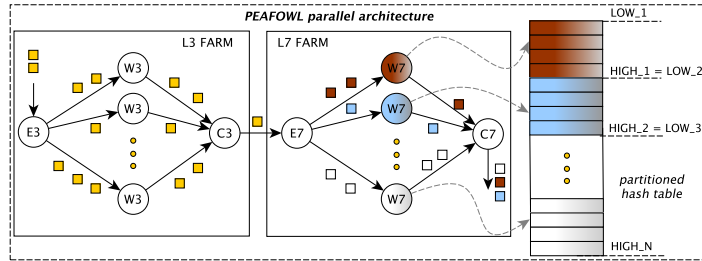 PEAFOWL parallel architecture
L3 FARM
L7 FARM
E3
W3
W3
W3
C3
E7
W7
W7
W7
C7
LOW_1
HIGH_1 = LOW_2
HIGH_2 = LOW_3
partitioned
hash table
HIGH_N